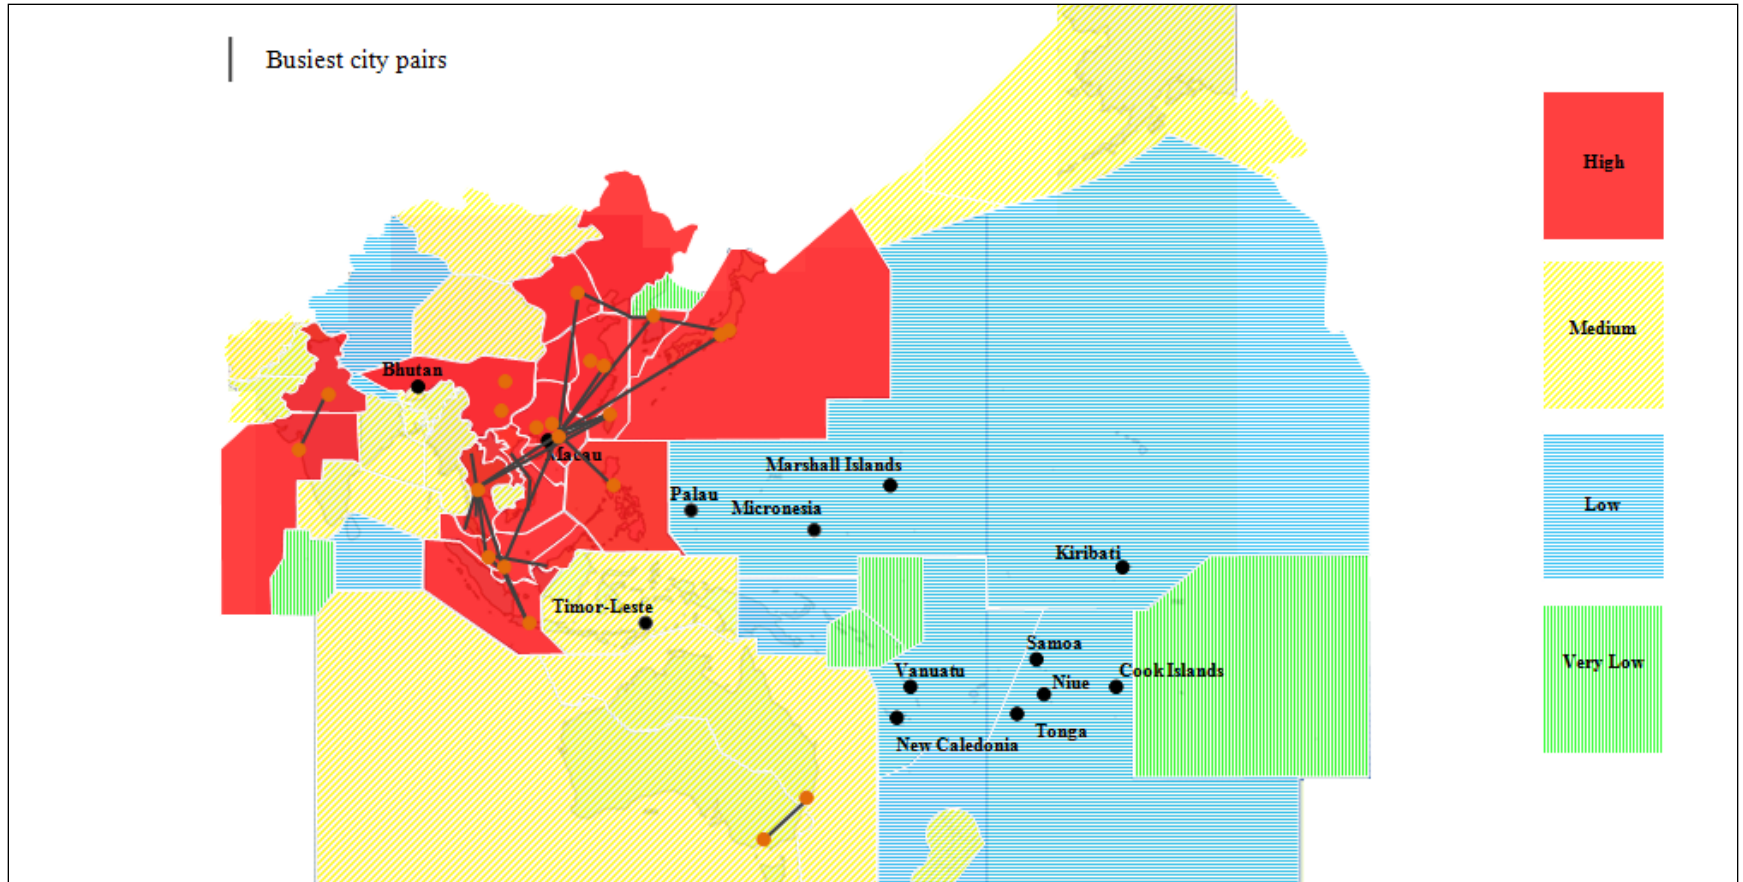 Busiest city pairs
High
Medium
Bhutan
Macau
Marshall Islands
Palau
Micronesia
Low
Kiribati
Timor-Leste
Samoa
Vanuatu
Cook Islands
Niue
Very Low
Tonga
New Caledonia